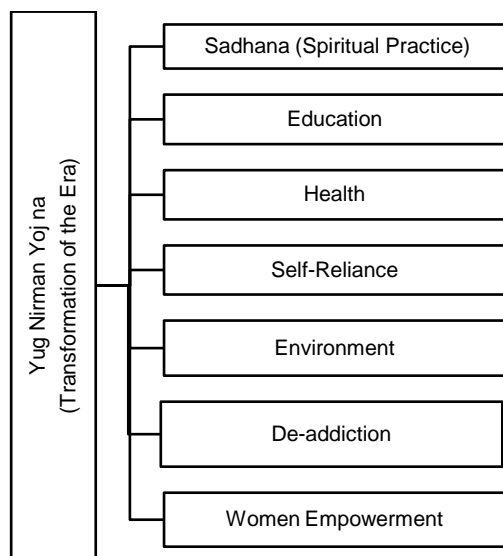 Yug Nirman Yoj na
(Transformation of the Era)
Sadhana (Spiritual Practice)
Education
Health
Self-Reliance
Environment
De-addiction
Women Empowerment